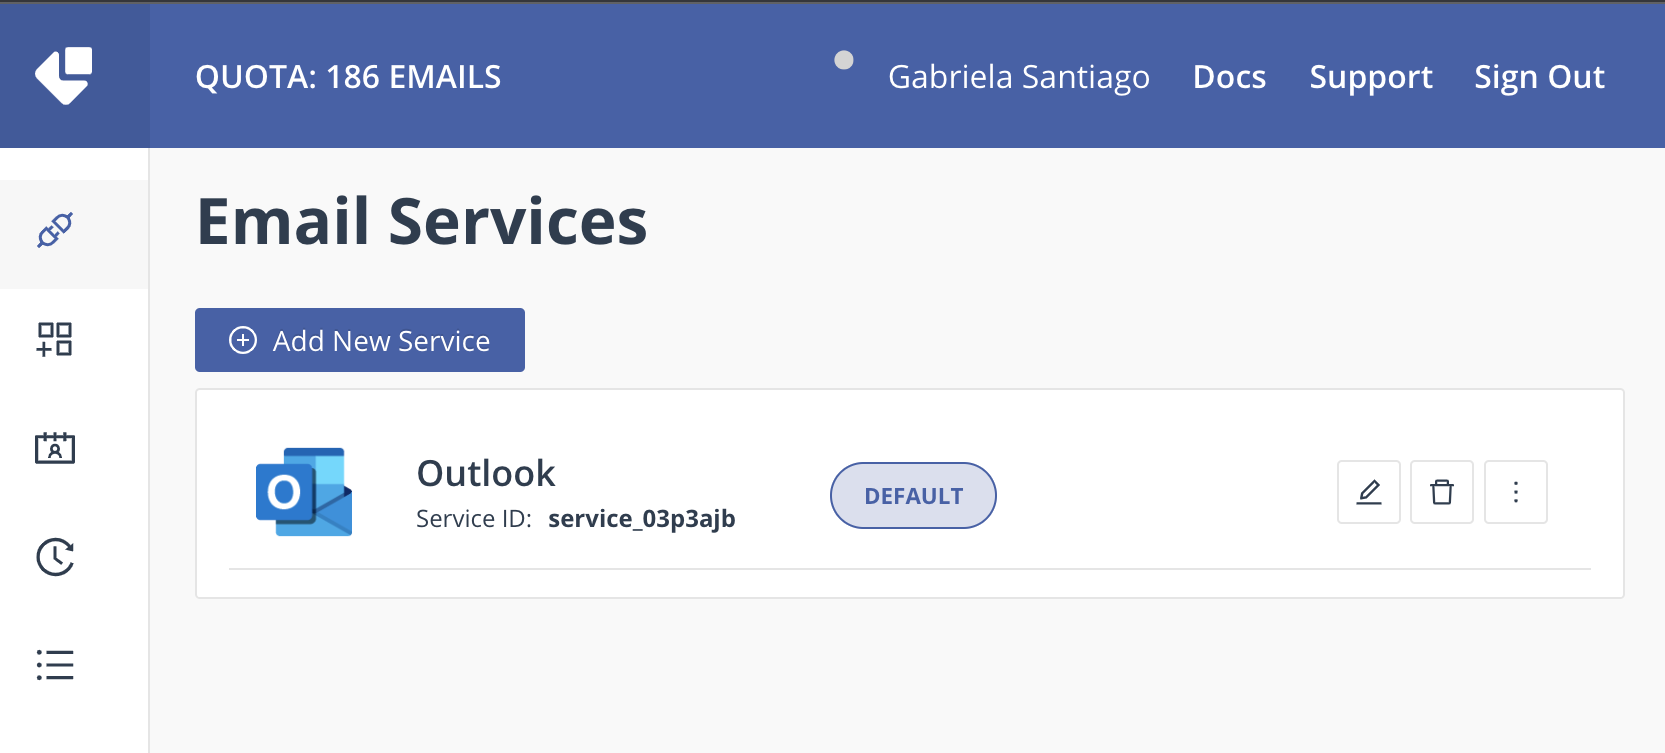 QUOTA: 186 EMAILS
Gabriela Santiago Docs Support Sign Out
Email Services
Add New Service
Outlook
Service ID: service_03p3ajb
DEFAULT